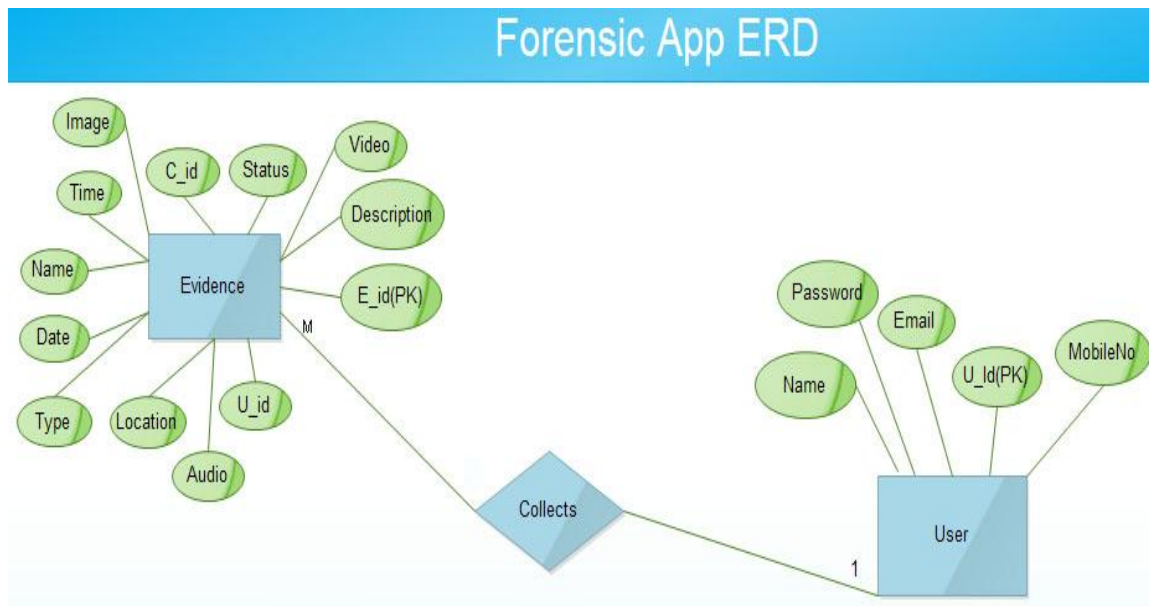 Forensic App ERD
Image
C_id
Status
Video
Time
Description
Name
Evidence
E_id(PK)
Date
M
Type
Location
U_id
Audio
Password
Email
MobileNo
Name
U_Id(PK)
Collects
User
1